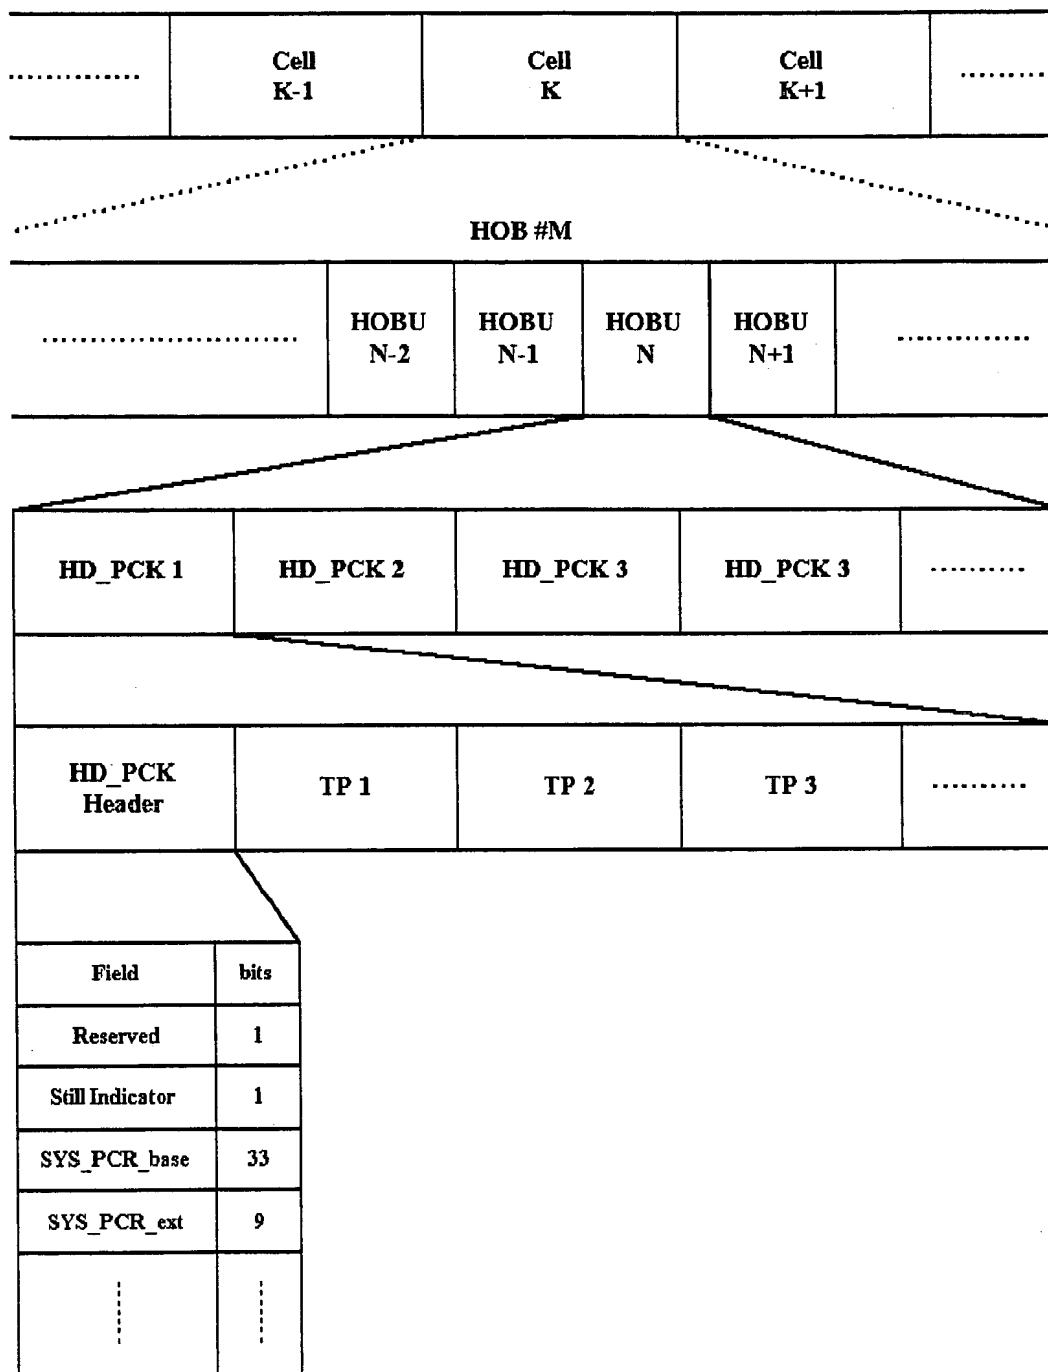 Cell
K-1
Cell
K
Cell
K+1
HOB #M
HOBU
N-2
HOBU
N-1
HOBU
N
HOBU
N+1
HD_PCK 1
HD_PCK 2
HD_PCK 3
HD_PCK 3
HD_PCK
Header
TP 1
TP 2
TP 3
Field bits
Reserved 1
Still Indicator 1
SYS_PCR_base 33
SYS_PCR_ext 9